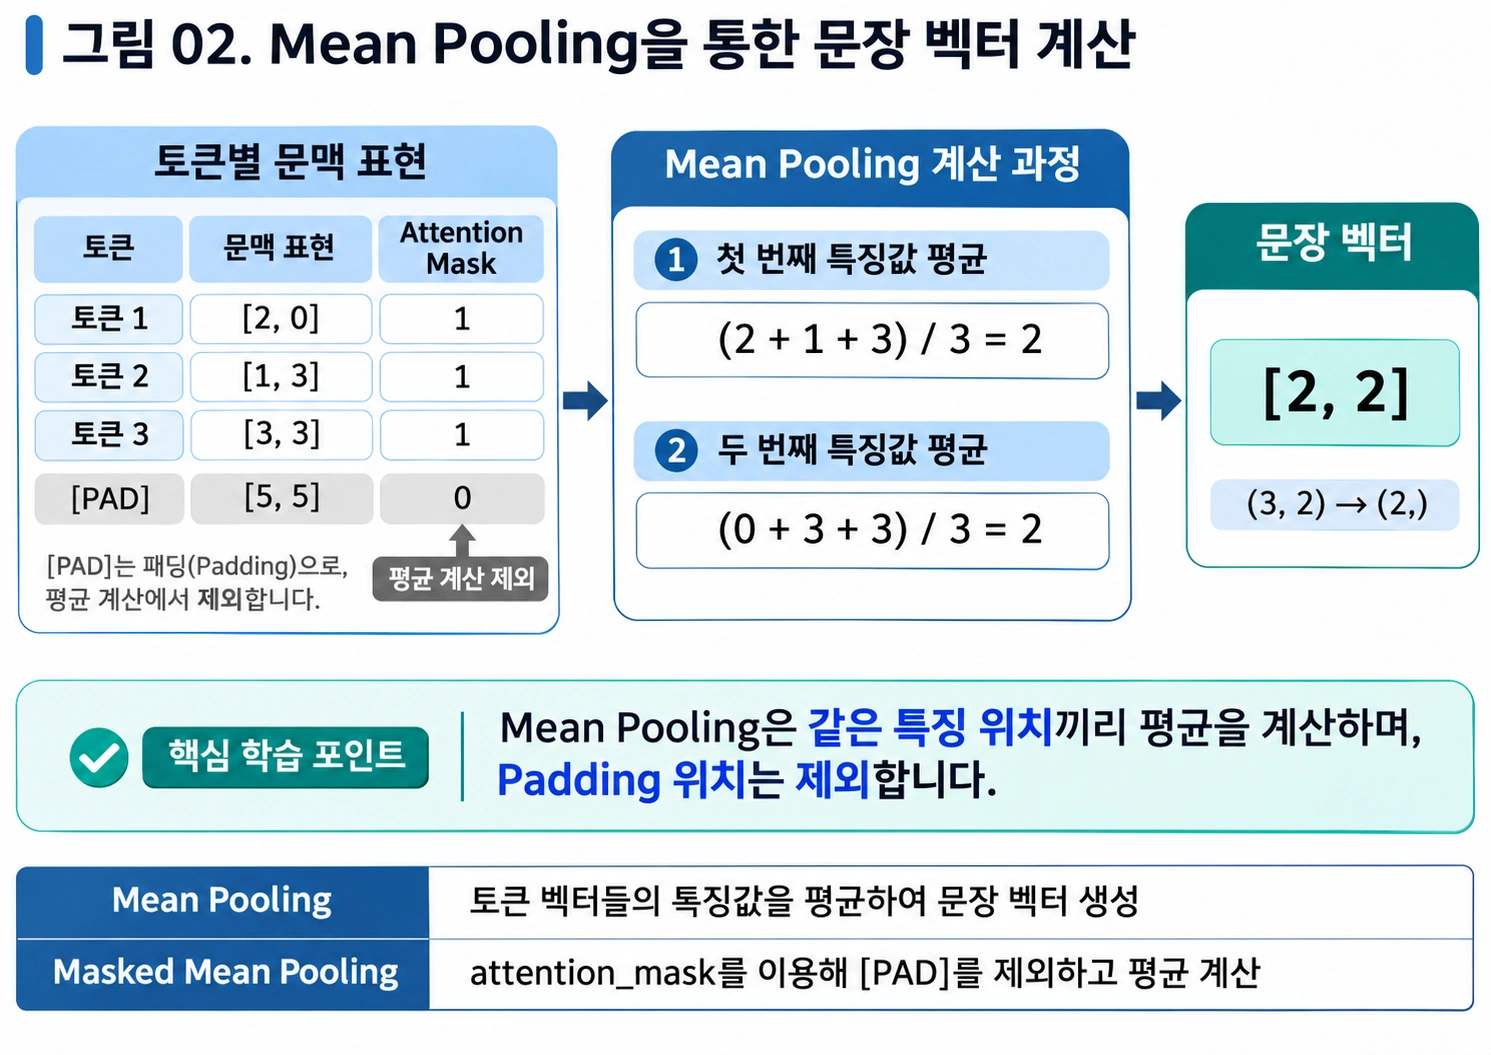 그림 02. Mean Pooling을 통한 문장 벡터 계산
토큰별 문맥 표현
토큰 문맥 표현 Attention Mask
토큰 1 [2, 0] 1
토큰 2 [1, 3] 1
토큰 3 [3, 3] 1
[PAD] [5, 5] 0
[PAD]는 패딩(Padding)으로,
평균 계산에서 제외합니다.
평균 계산 제외
Mean Pooling 계산 과정
1 첫 번째 특징값 평균
(2 + 1 + 3) / 3 = 2
2 두 번째 특징값 평균
(0 + 3 + 3) / 3 = 2
문장 벡터
[2, 2]
(3, 2) → (2,)
핵심 학습 포인트
Mean Pooling은 같은 특징 위치끼리 평균을 계산하며,
Padding 위치는 제외합니다.
Mean Pooling 토큰 벡터들의 톡징값을 평균하여 문장 벡터 생성
Masked Mean Pooling attention_mask를 이용해 [PAD]를 제외하고 평균 계산